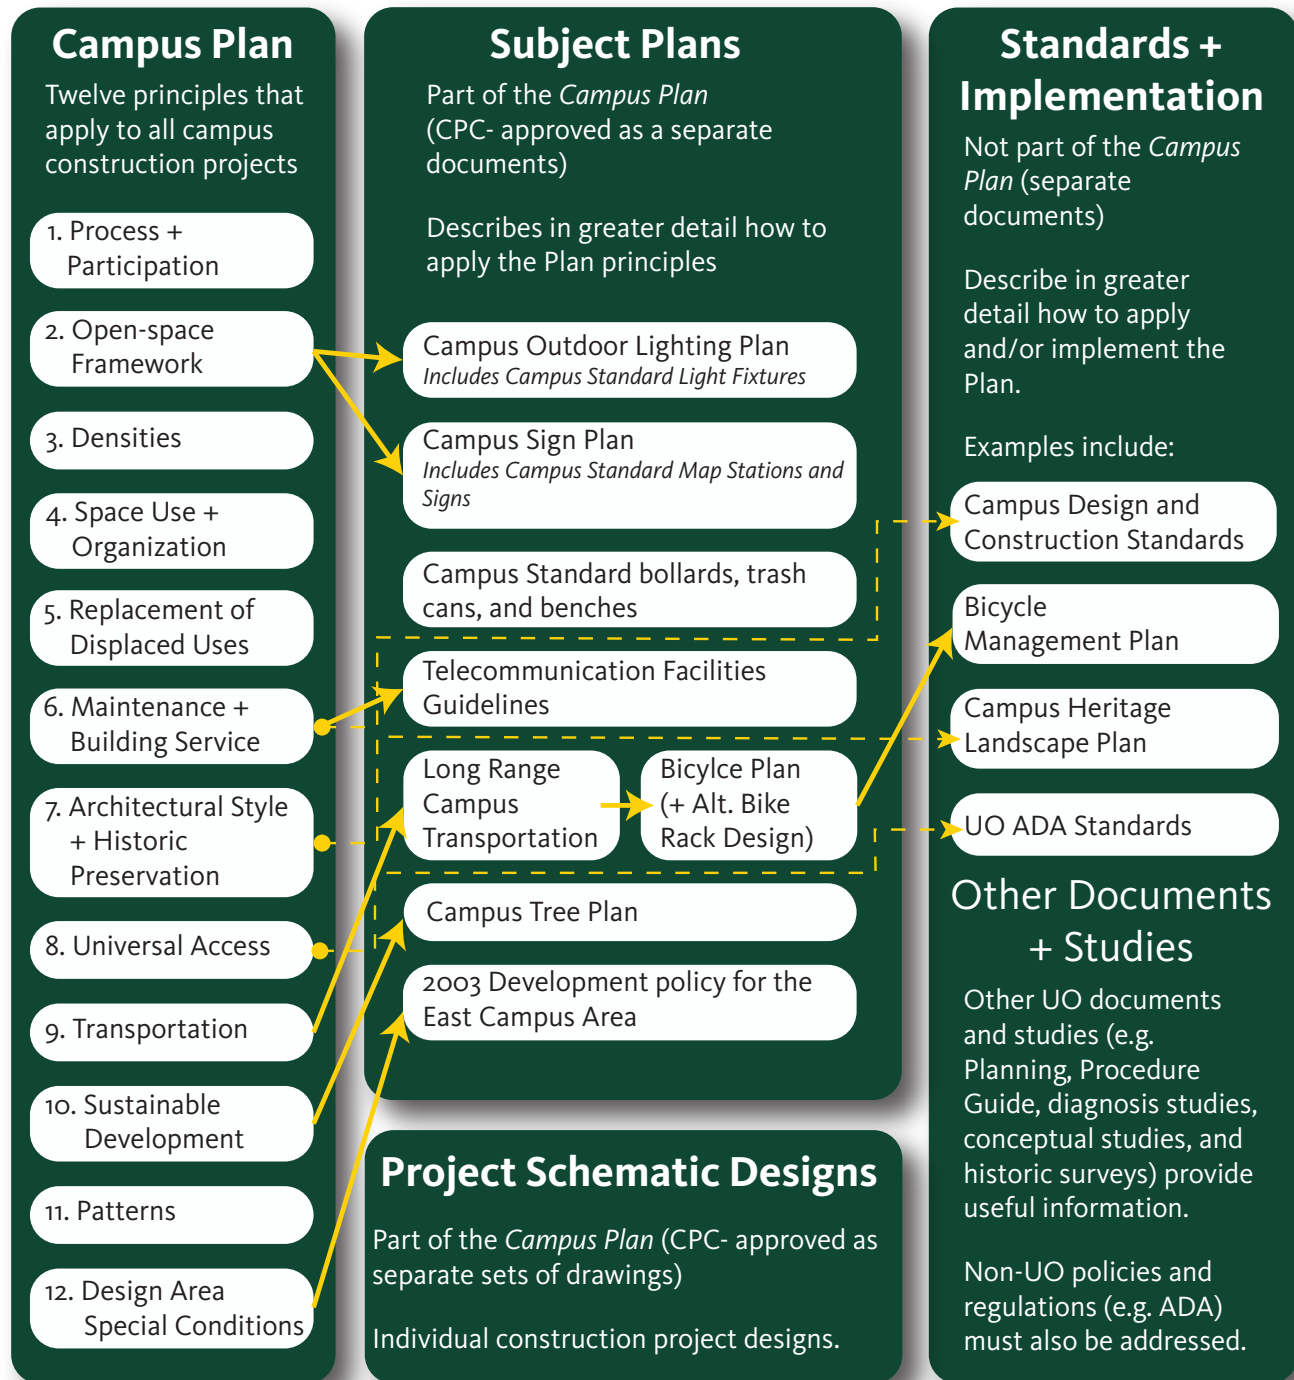 Campus Plan
Twelve principles that
apply to all campus
construction projects
1. Process +
Participation
2. Open-space
Framework
3. Densities
4. Space Use +
Organization
5. Replacement of
Displaced Uses
6. Maintenance +
Building Service
7. Architectural Style
+ Historic
Preservation
8. Universal Access
9. Transportation
10. Sustainable
Development
11. Patterns
12. Design Area
Special Conditions
Subject Plans
Part of the Campus Plan
(CPC- approved as a separate
documents)
Describes in greater detail how to
apply the Plan principles
Campus Outdoor Lighting Plan
Includes Campus Standard Light Fixtures
Campus Sign Plan
Includes Campus Standard Map Stations and
Signs
Campus Standard bollards, trash
cans, and benches
Telecommunication Facilities
Guidelines
Long Range
Campus
Transportation
Bicylce Plan
(+ Alt. Bike
Rack Design)
Campus Tree Plan
2003 Development policy for the
East Campus Area
Project Schematic Designs
Part of the Campus Plan (CPC- approved as
separate sets of drawings)
Individual construction project designs.
Standards +
Implementation
Not part of the Campus
Plan (separate
documents)
Describe in greater
detail how to apply
and/or implement the
Plan.
Examples include:
Campus Design and
Construction Standards
Bicycle
Management Plan
Campus Heritage
Landscape Plan
UO ADA Standards
Other Documents
+ Studies
Other UO documents
and studies (e.g.
Planning, Procedure
Guide, diagnosis studies,
conceptual studies, and
historic surveys) provide
useful information.
Non-UO policies and
regulations (e.g. ADA)
must also be addressed.